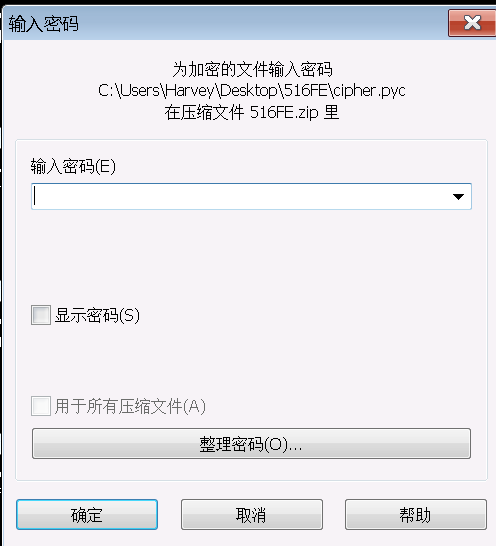 输入密码
为加密的文件输入密码
C:\Users\Harvey\Desktop\516FE\cipher.pyc
在压缩文件 516FE.zip 里
输入密码(E)
显示密码(S)
用于所有压缩文件(A)
整理密码(O)...
确定 取消 帮助